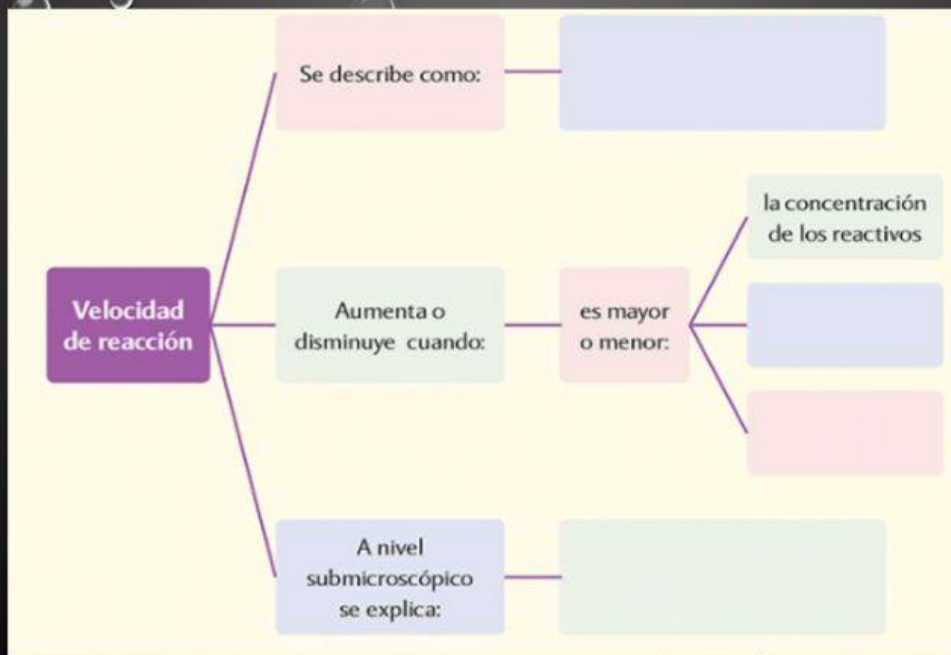 Se describe como:
la concentración
de los reactivos
Velocidad
de reacción
Aumenta o
disminuye cuando:
es mayor
o menor:
A nivel
submicroscópico
se explica: